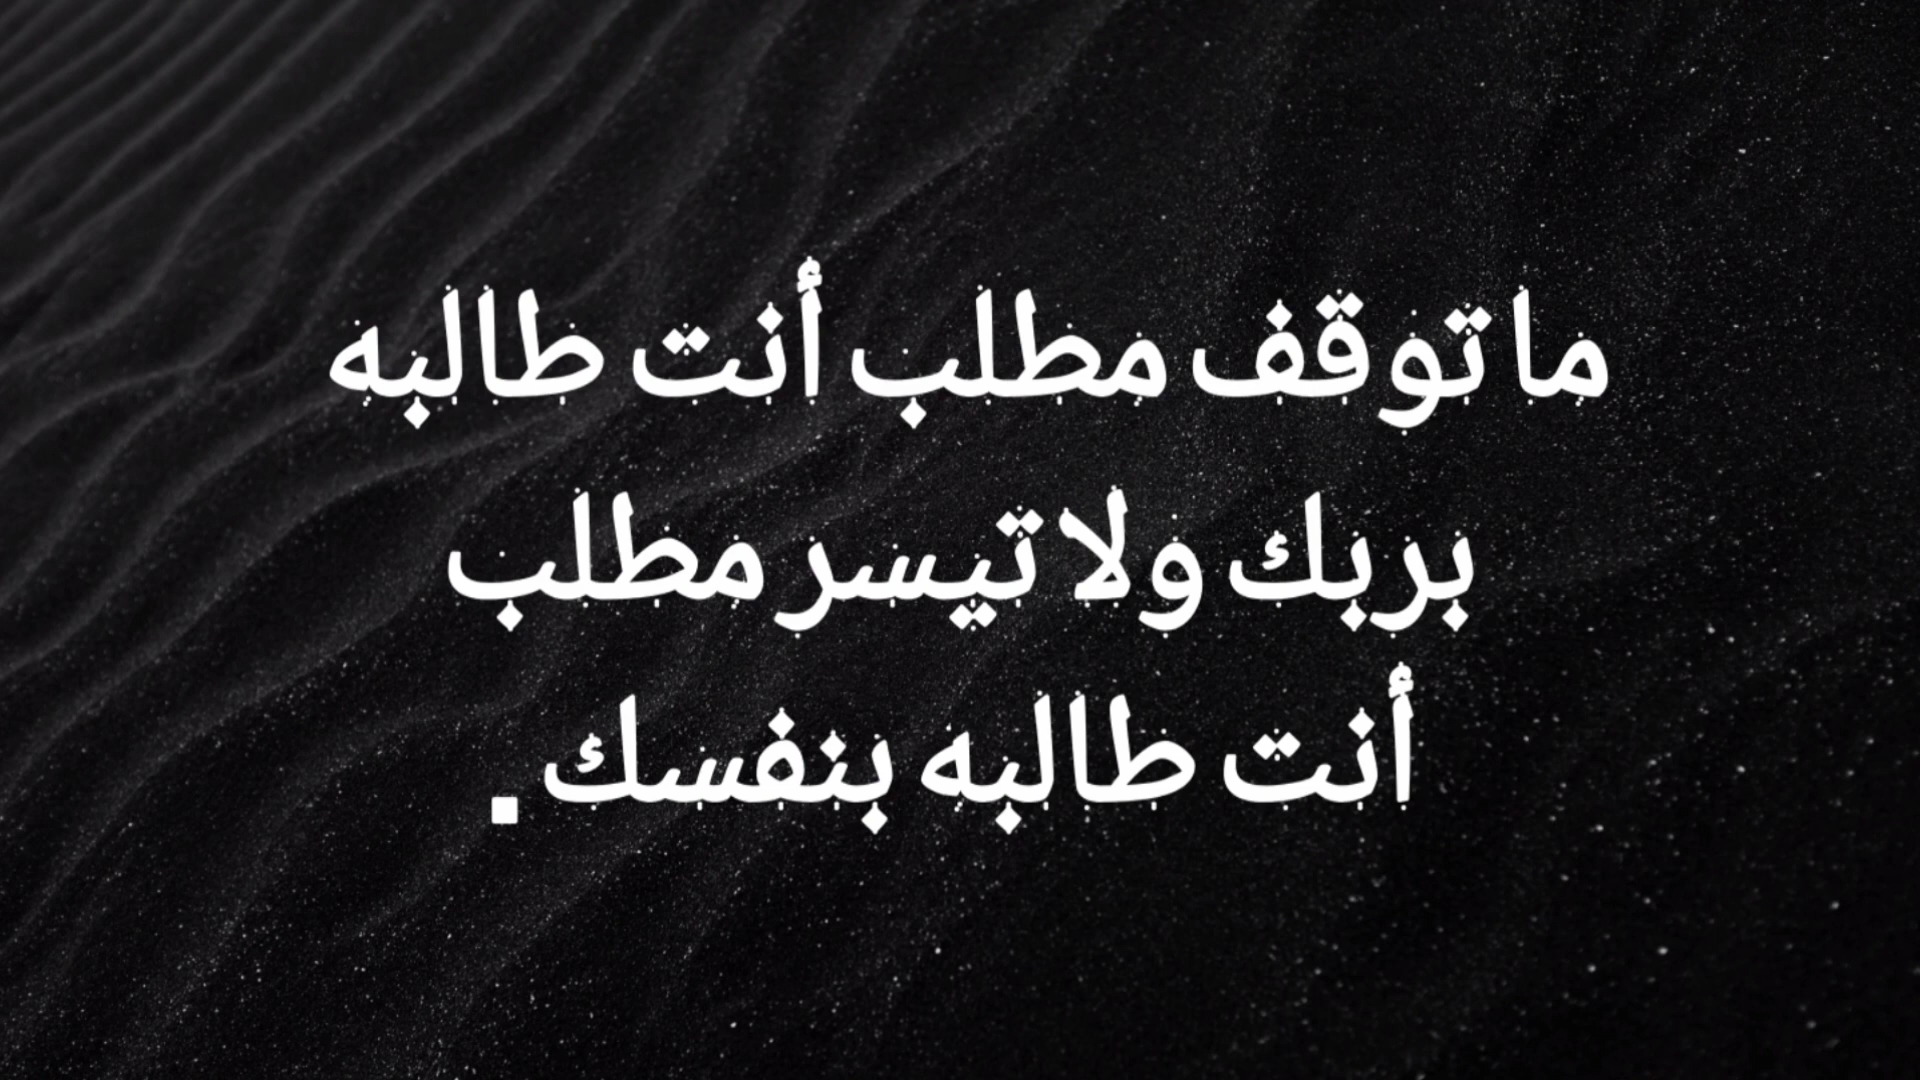 ما توقف مطلب أنت طالبه
بربك ولا تيسر مطلب
أنت طالبه بنفسك .